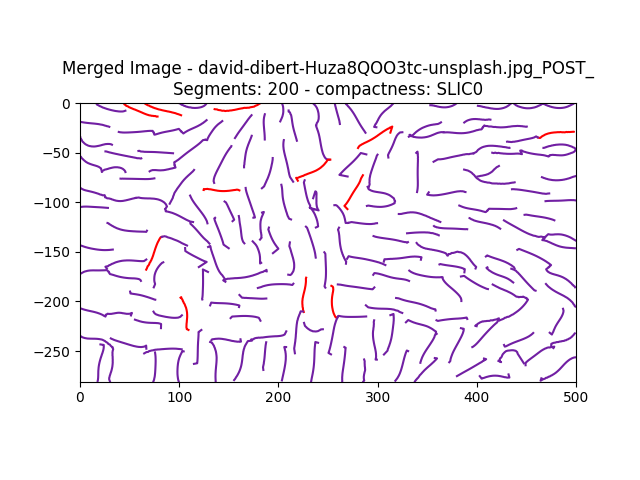 Merged Image - david-dibert-Huza8QOO3tc-unsplash.jpg_POST_
Segments: 200 - compactness: SLIC0
0
−50
−100
−150
−200
−250
0 100 200 300 400 500